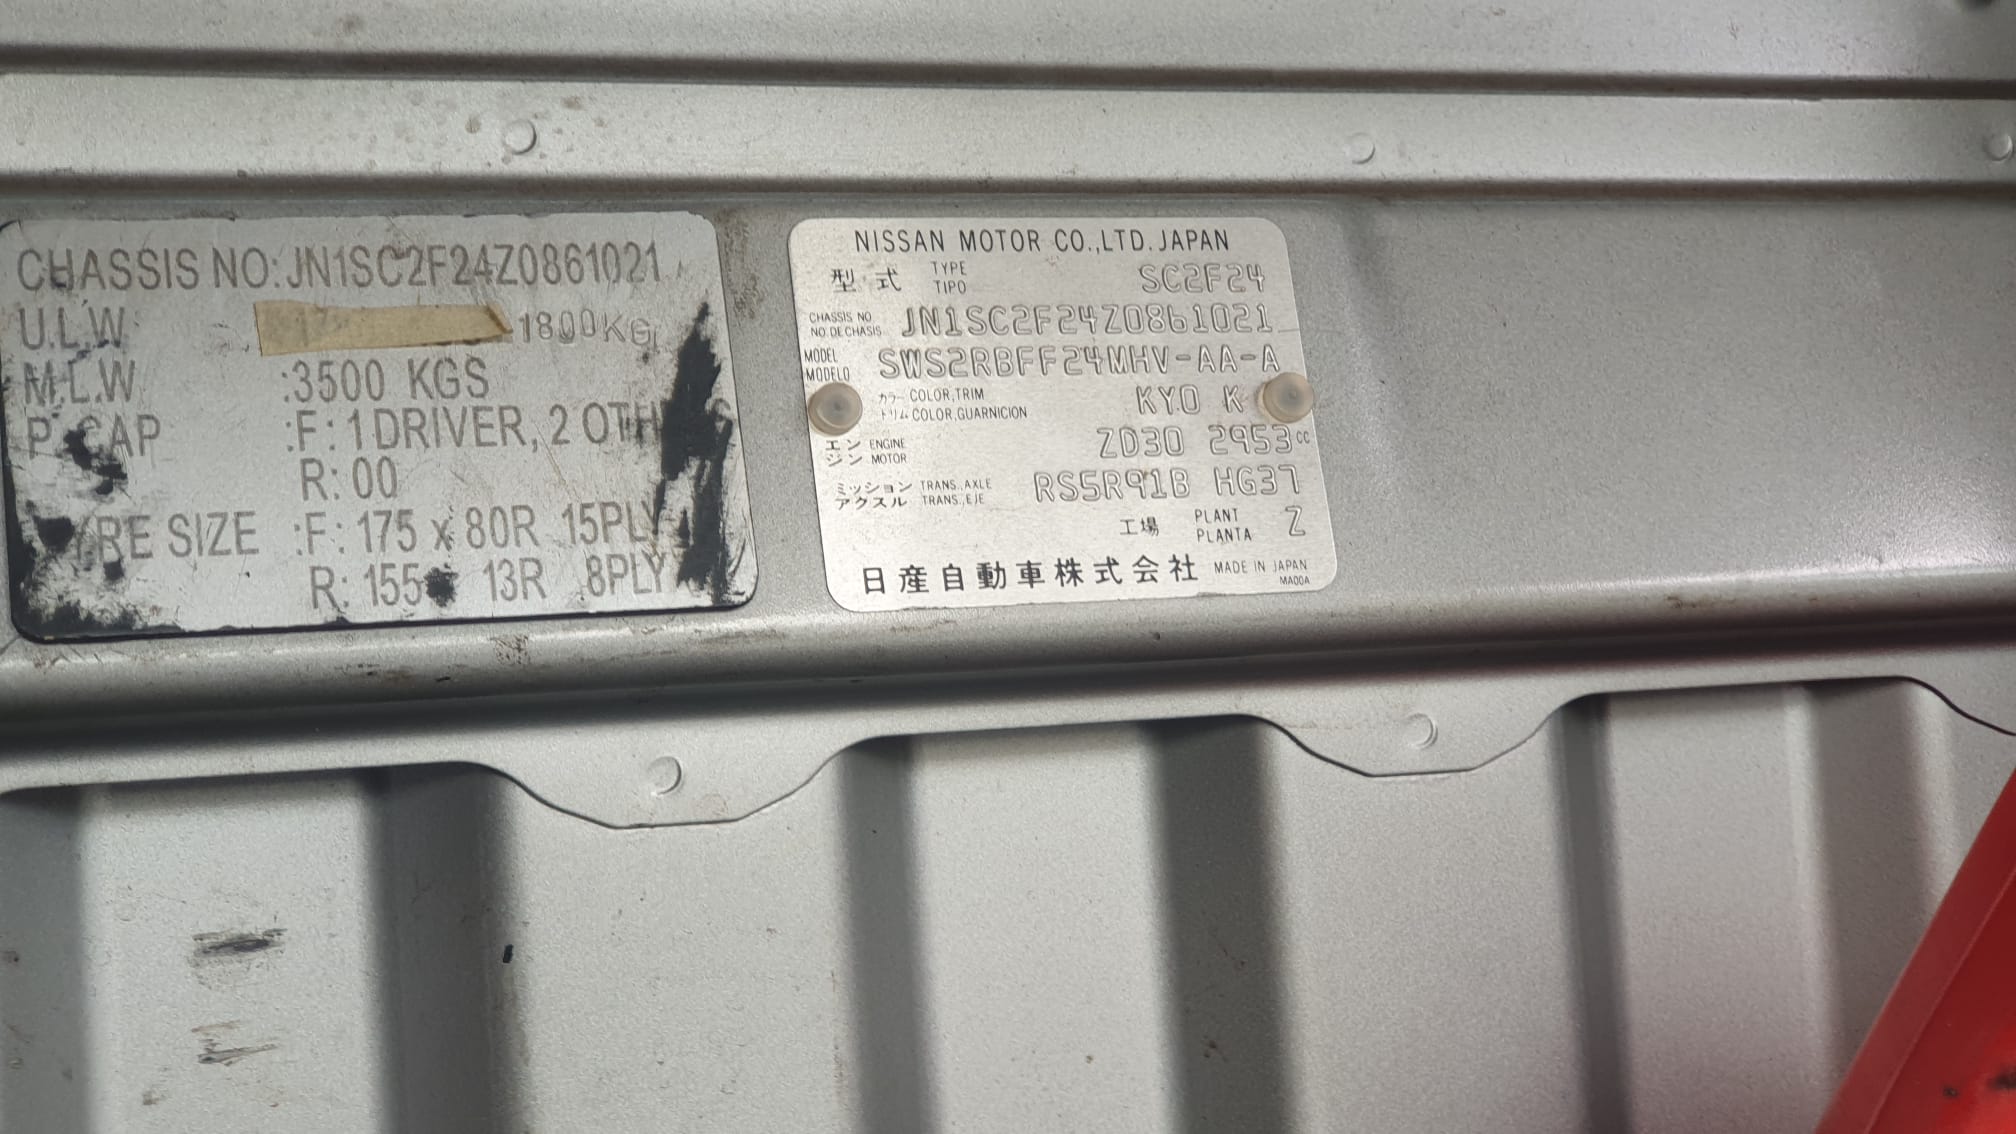 CHASSIS NO: JN1SC2F24Z0861021
U.L.W 1800KG
M.L.W :3500 KGS
P.CAP :F: 1 DRIVER, 2
R: 00
SIZE :F: 175 x 80R 15PLY
R: 155 13R 8PLY
NISSAN MOTOR CO.,LTD. JAPAN
型式 TYPE TIPO SC2F24
CHASSIS NO. NO. DE CHASIS JN1SC2F24Z0861021
MODEL MODELO SWS2RBFF24MHV-AA-A
カラー トリム COLOR,TRIM COLOR,GUARNICION KY0 K
エンジン ENGINE MOTOR ZD30 2953cc
ミッション アクスル TRANS.,AXLE TRANS.,EJE RS5R91B HG37
工場 PLANT PLANTA Z
日産自動車株式会社 MADE IN JAPAN
MA00A